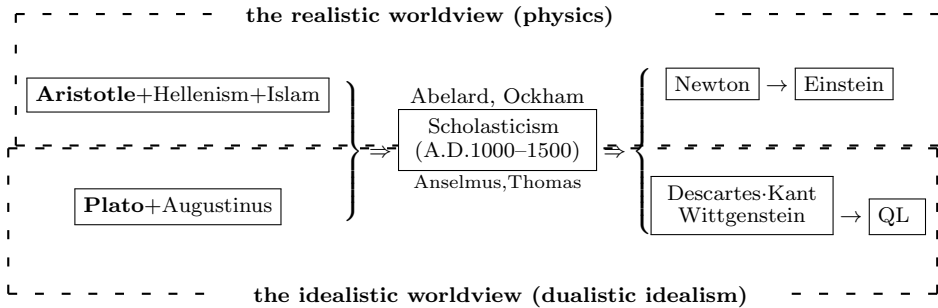 the realistic worldview (physics)
Aristotle+Hellenism+Islam
Plato+Augustinus
⇒
Abelard, Ockham
Scholasticism
(A.D.1000–1500)
Anselmus,Thomas
⇒
Newton → Einstein
Descartes·Kant
Wittgenstein → QL
the idealistic worldview (dualistic idealism)